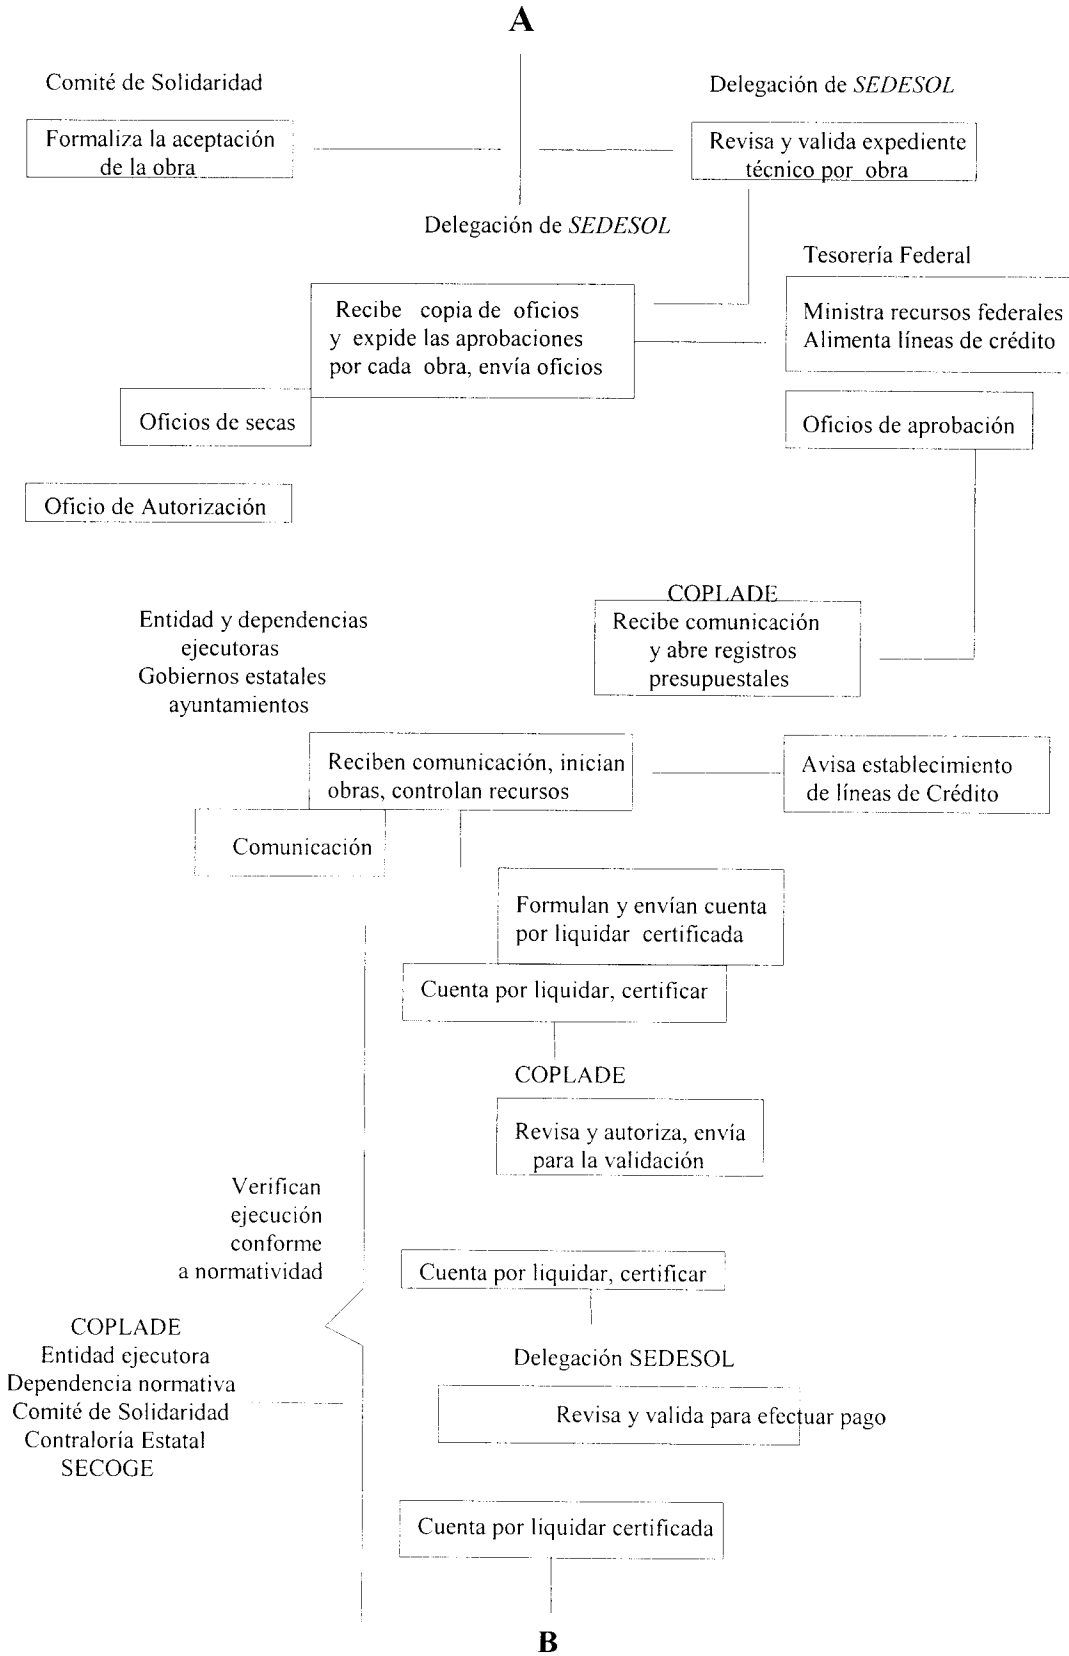 A
Comité de Solidaridad
Formaliza la aceptación
de la obra
Delegación de SEDESOL
Revisa y valida expediente
técnico por obra
Delegación de SEDESOL
Recibe copia de oficios
y expide las aprobaciones
por cada obra, envía oficios
Tesorería Federal
Ministra recursos federales
Alimenta líneas de crédito
Oficios de secas
Oficios de aprobación
Oficio de Autorización
COPLADE
Recibe comunicación
y abre registros
presupuestales
Entidad y dependencias
ejecutoras
Gobiernos estatales
ayuntamientos
Reciben comunicación, inician
obras, controlan recursos
Avisa establecimiento
de líneas de Crédito
Comunicación
Formulan y envían cuenta
por liquidar certificada
Cuenta por liquidar, certificar
COPLADE
Revisa y autoriza, envía
para la validación
Verifican
ejecución
conforme
a normatividad
Cuenta por liquidar, certificar
COPLADE
Entidad ejecutora
Dependencia normativa
Comité de Solidaridad
Contraloría Estatal
SECOGE
Delegación SEDESOL
Revisa y valida para efectuar pago
Cuenta por liquidar certificada
B